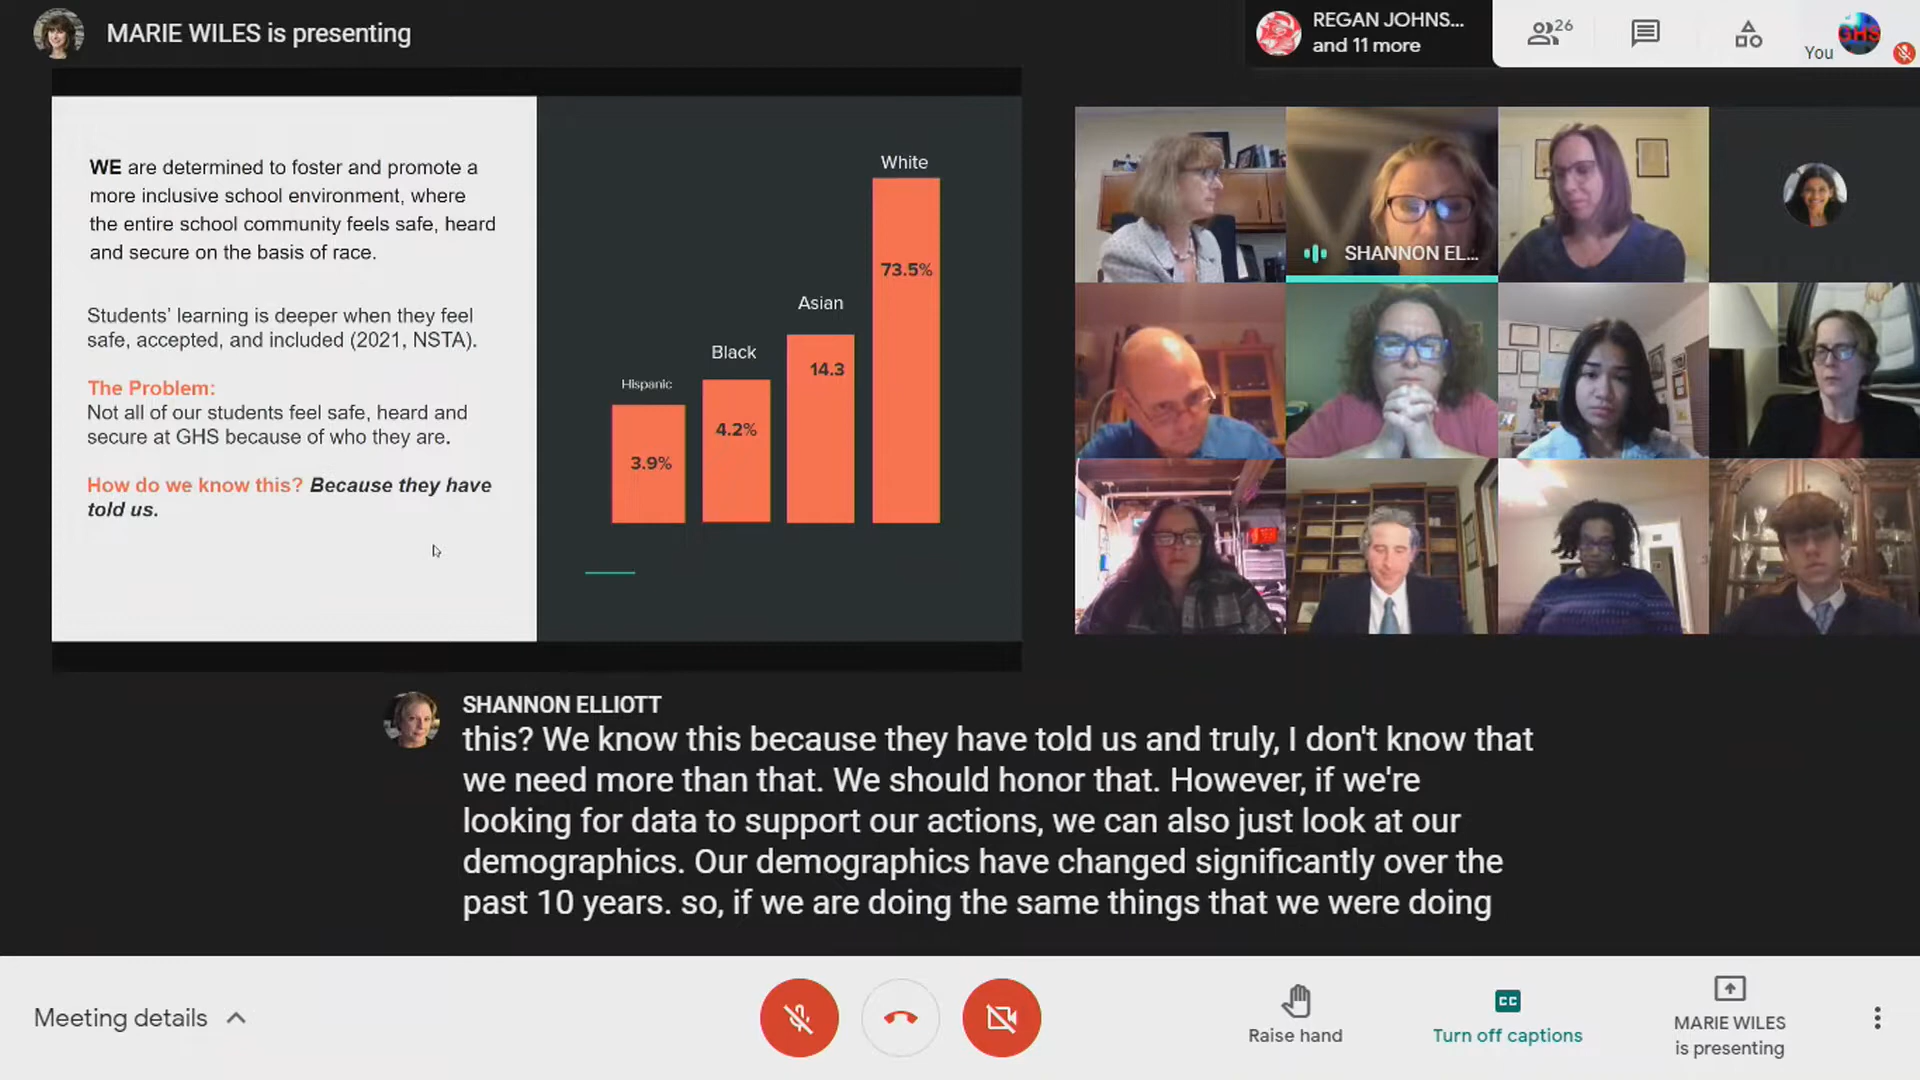 MARIE WILES is presenting
REGAN JOHNS...
and 11 more
26
You
GHS
WE are determined to foster and promote a
more inclusive school environment, where
the entire school community feels safe, heard
and secure on the basis of race.
Students' learning is deeper when they feel
safe, accepted, and included (2021, NSTA).
The Problem:
Not all of our students feel safe, heard and
secure at GHS because of who they are.
How do we know this? Because they have
told us.
White
73.5%
Asian
14.3
Black
4.2%
Hispanic
3.9%
SHANNON EL...
SHANNON ELLIOTT
this? We know this because they have told us and truly, I don't know that
we need more than that. We should honor that. However, if we're
looking for data to support our actions, we can also just look at our
demographics. Our demographics have changed significantly over the
past 10 years. so, if we are doing the same things that we were doing
Meeting details
Raise hand
CC
Turn off captions
MARIE WILES
is presenting